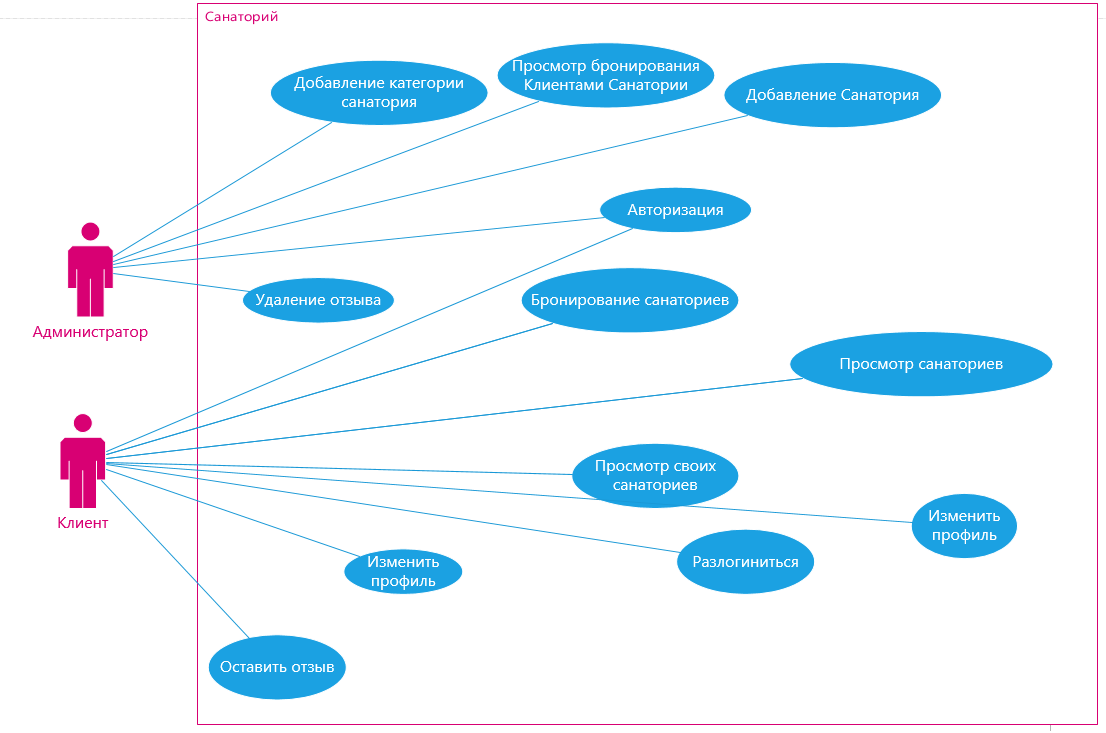 Санаторий
Добавление категории
санатория
Просмотр бронирования
Клиентами Санатории
Добавление Санатория
Авторизация
Удаление отзыва
Бронирование санаториев
Администратор
Просмотр санаториев
Просмотр своих
санаториев
Клиент
Изменить
профиль
Изменить
профиль
Разлогиниться
Оставить отзыв